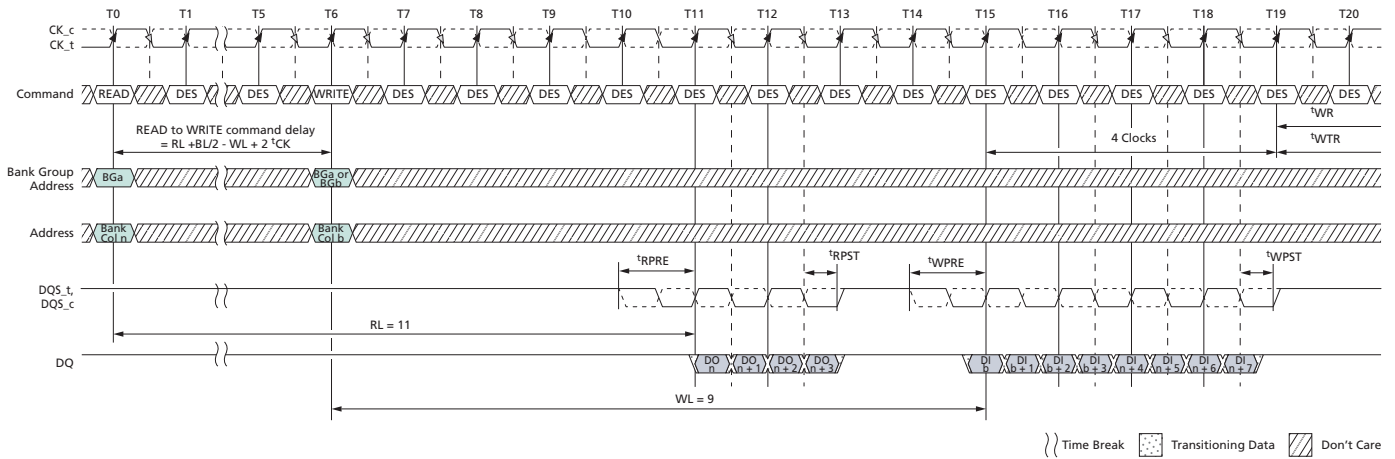 T0 T1 T5 T6 T7 T8 T9 T10 T11 T12 T13 T14 T15 T16 T17 T18 T19 T20
CK_c
CK_t
Command READ DES DES WRITE DES DES DES DES DES DES DES DES DES DES DES DES DES DES
tWR
READ to WRITE command delay
= RL +BL/2 - WL + 2 tCK
4 Clocks
tWTR
Bank Group
Address
BGa
BGa or
BGb
Address
Bank
Col n
Bank
Col b
tRPRE tRPST tWPRE tWPST
DQS_t,
DQS_c
RL = 11
DQ
DO
n
DO
n + 1
DO
n + 2
DO
n + 3
DI
b
DI
b + 1
DI
b + 2
DI
b + 3
DI
n + 4
DI
n + 5
DI
n + 6
DI
n + 7
WL = 9
Time Break Transitioning Data Don't Care